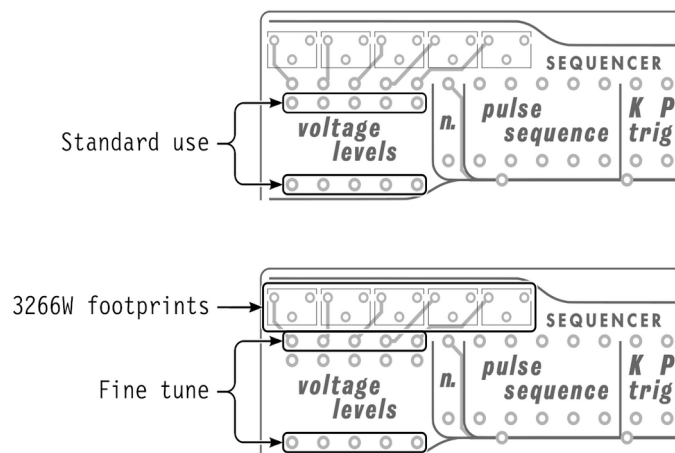 SEQUENCER
Standard use
voltage
levels
n.
pulse
sequence
K P
trig
3266W footprints
SEQUENCER
Fine tune
voltage
levels
n.
pulse
sequence
K P
trig